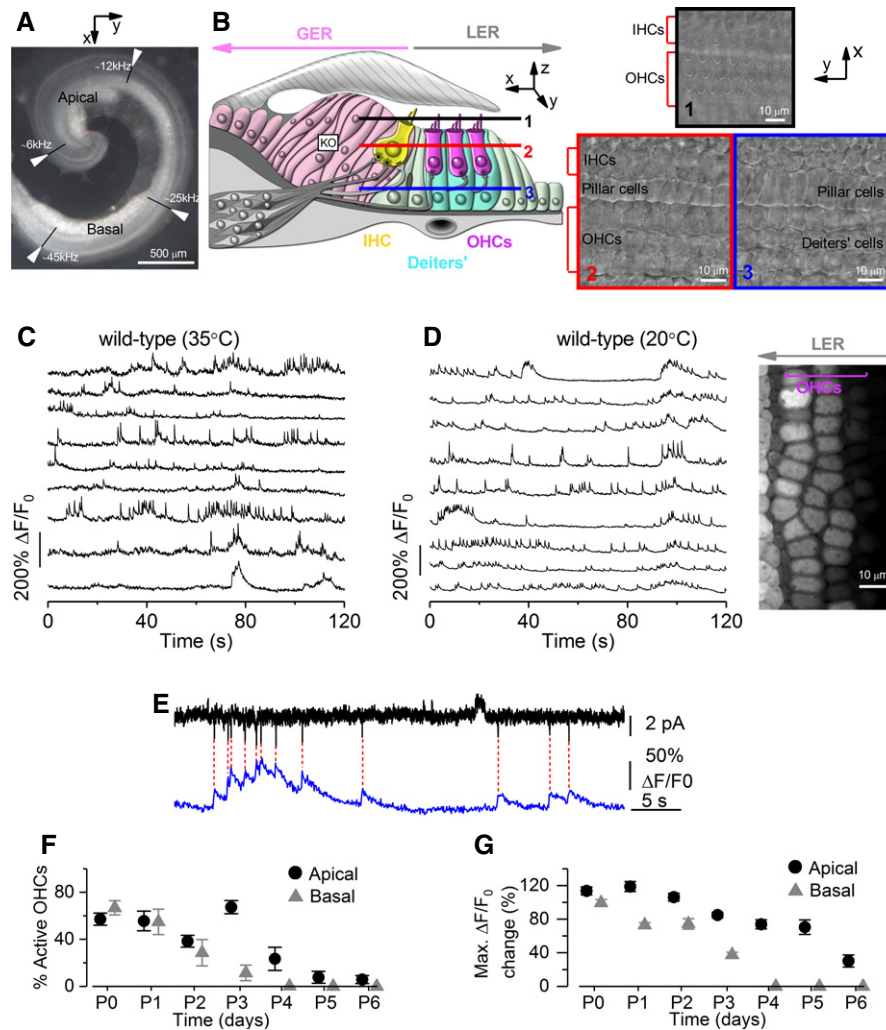 A
x
y
~12kHz
Apical
~6kHz
~25kHz
Basal
~45kHz
500 µm
B
GER
LER
x
z
y
KO
1
2
3
IHC
OHCs
Deiters'
IHCs
OHCs
1
10 µm
y
x
IHCs
Pillar cells
OHCs
2
10 µm
Pillar cells
Deiters' cells
3
10 µm
C
wild-type (35°C)
200% ΔF/F0
0 40 80 120
Time (s)
D
wild-type (20°C)
200% ΔF/F0
0 40 80 120
Time (s)
LER
OHCs
10 µm
E
2 pA
50%
ΔF/F0
5 s
F
Apical
Basal
% Active OHCs
80
40
0
P0 P1 P2 P3 P4 P5 P6
Time (days)
G
Apical
Basal
Max. ΔF/F0
change (%)
120
80
40
0
P0 P1 P2 P3 P4 P5 P6
Time (days)